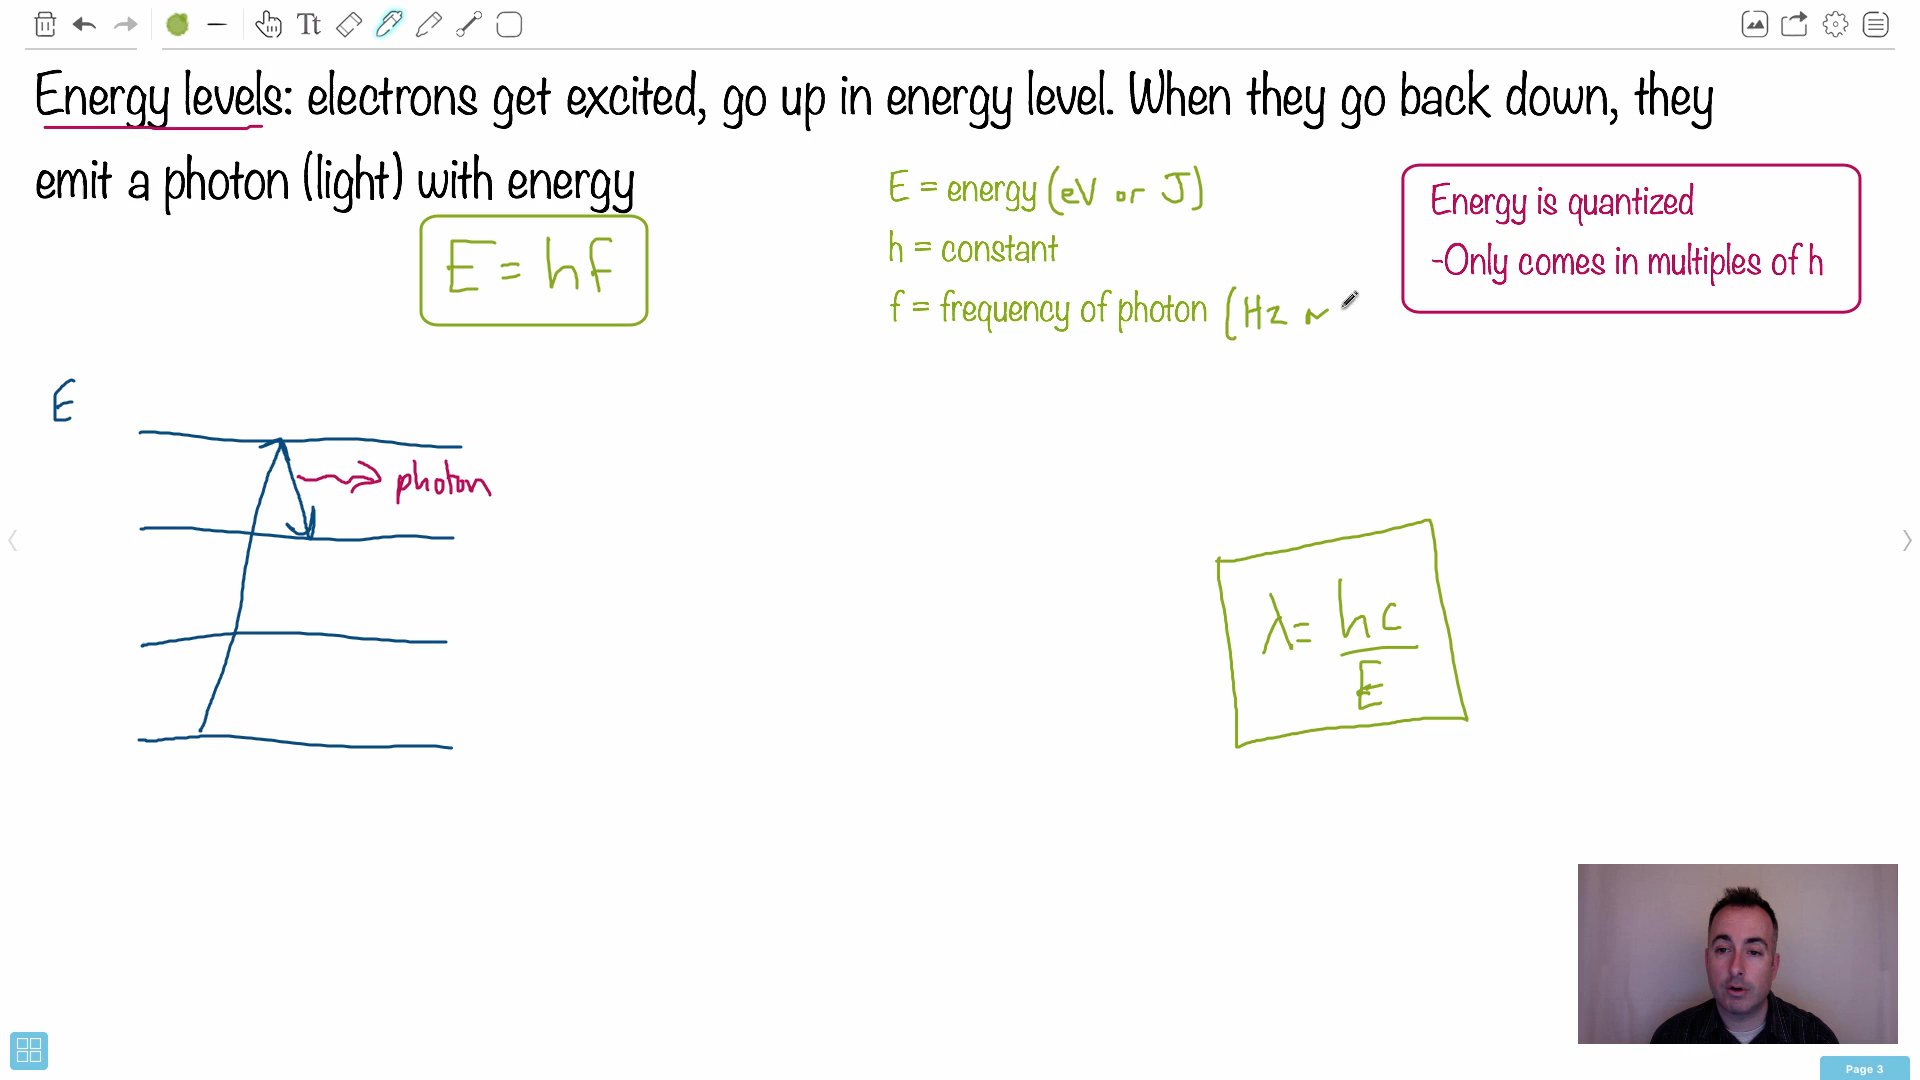 Tt
Energy levels: electrons get excited, go up in energy level. When they go back down, they
emit a photon (light) with energy
E = hf
E = energy (eV or J)
h = constant
f = frequency of photon (Hz
Energy is quantized
-Only comes in multiples of h
E
photon
λ = hc
E
Page 3